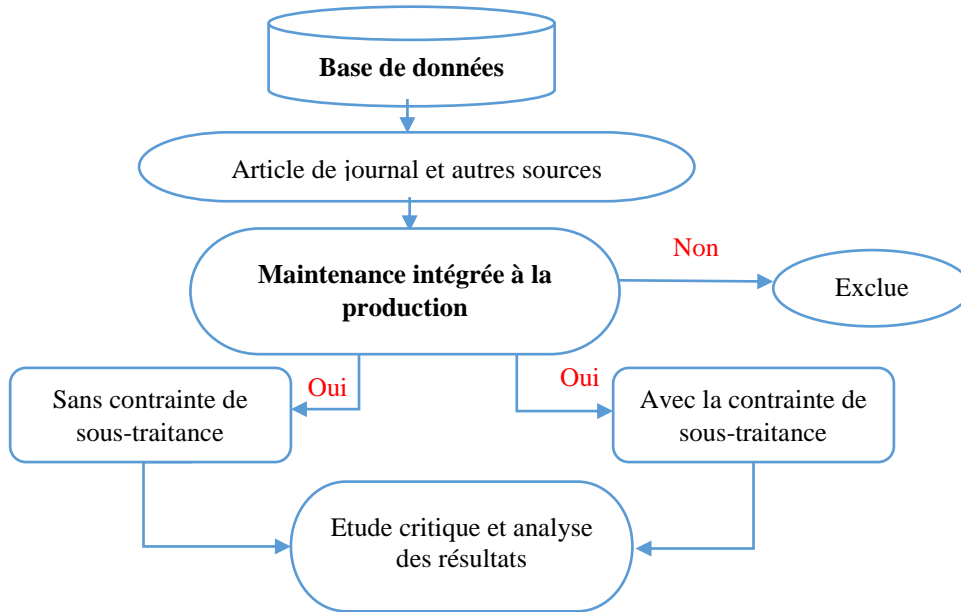 Base de données
Article de journal et autres sources
Maintenance intégrée à la
production
Non
Exclue
Oui
Oui
Sans contrainte de
sous-traitance
Avec la contrainte de
sous-traitance
Etude critique et analyse
des résultats